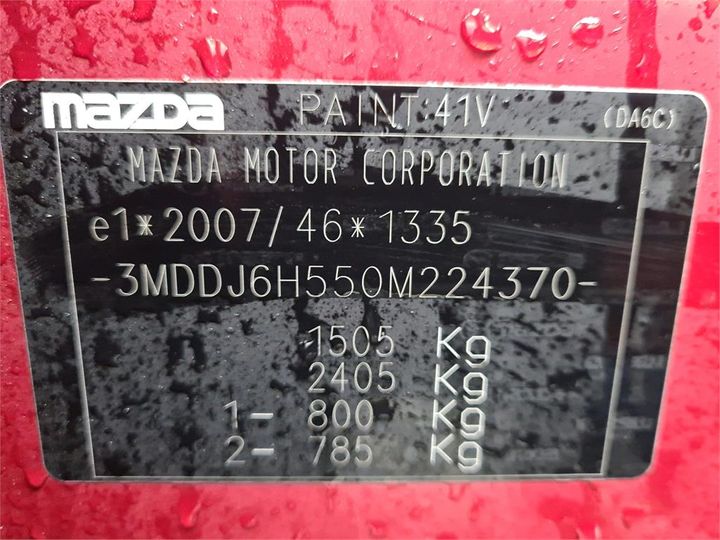 mazda PAINT:41V (DA6C)
MAZDA MOTOR CORPORATION
e1*2007/46*1335
-3MDDJ6H550M224370-
1505 Kg
2405 Kg
1- 800 Kg
2- 785 Kg